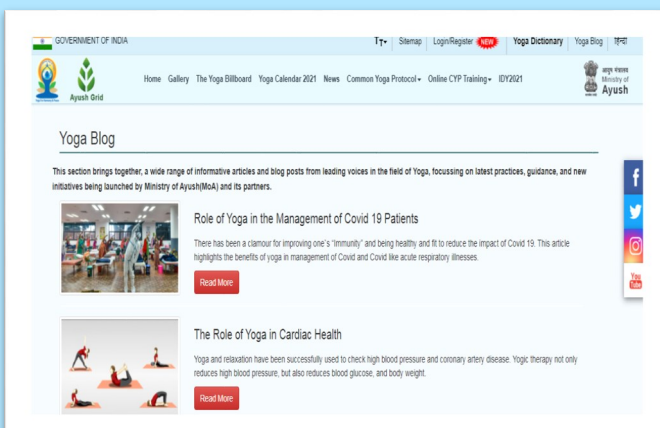 GOVERNMENT OF INDIA
TT Sitemap Login/Register NEW Yoga Dictionary Yoga Blog हिन्दी
Ayush Grid
Home Gallery The Yoga Billboard Yoga Calendar 2021 News Common Yoga Protocol Online CYP Training IDY2021
आयुष मंत्रालय
Ministry of
Ayush
Yoga Blog
This section brings together, a wide range of informative articles and blog posts from leading voices in the field of Yoga, focussing on latest practices, guidance, and new
initiatives being launched by Ministry of Ayush(MoA) and its partners.
Role of Yoga in the Management of Covid 19 Patients
There has been a clamour for improving one's "Immunity" and being healthy and fit to reduce the impact of Covid 19. This article
highlights the benefits of yoga in management of Covid and Covid like acute respiratory illnesses.
Read More
The Role of Yoga in Cardiac Health
Yoga and relaxation have been successfully used to check high blood pressure and coronary artery disease. Yogic therapy not only
reduces high blood pressure, but also reduces blood glucose, and body weight.
Read More
f
You
Tube